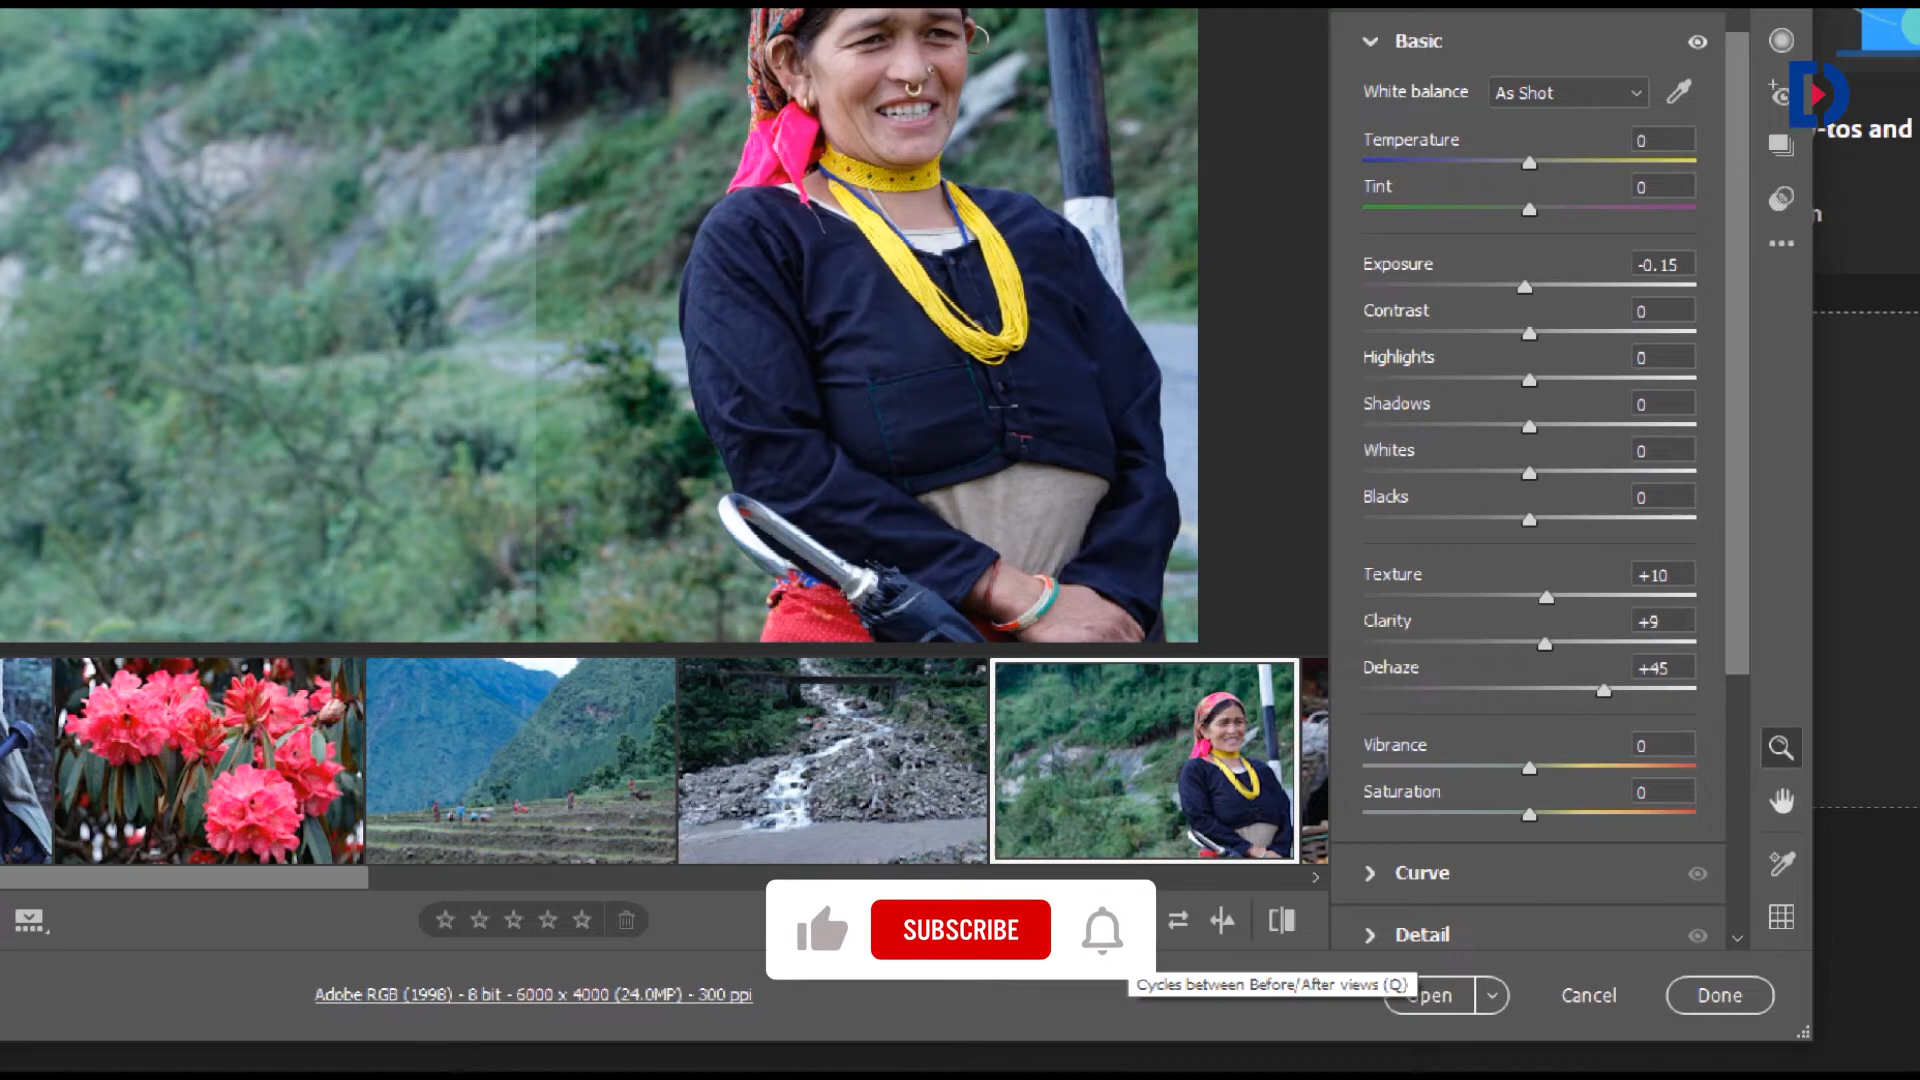 Basic
White balance As Shot
-tos and
Temperature 0
Tint 0
Exposure -0.15
Contrast 0
Highlights 0
Shadows 0
Whites 0
Blacks 0
Texture +10
Clarity +9
Dehaze +45
Vibrance 0
Saturation 0
Curve
Detail
SUBSCRIBE
Cycles between Before/After views (Q)
Adobe RGB (1998) - 8 bit - 6000 x 4000 (24.0MP) - 300 ppi
Open Cancel Done